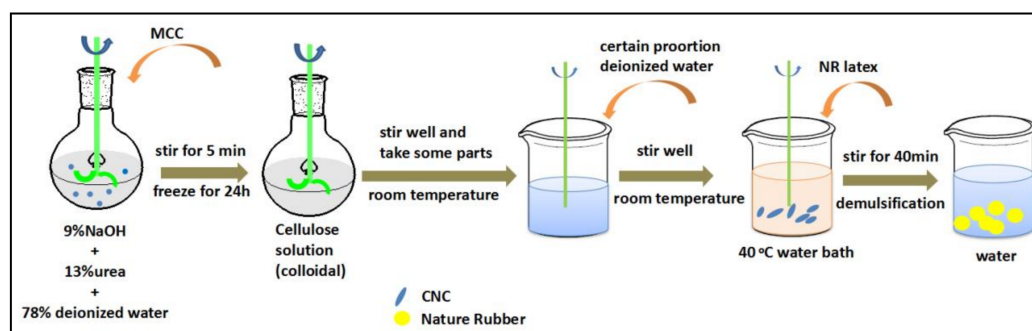 MCC
stir for 5 min
freeze for 24h
9%NaOH
+
13%urea
+
78% deionized water
Cellulose
solution
(colloidal)
stir well and
take some parts
room temperature
certain proortion
deionized water
stir well
room temperature
NR latex
40 °C water bath
stir for 40min
demulsification
water
CNC
Nature Rubber